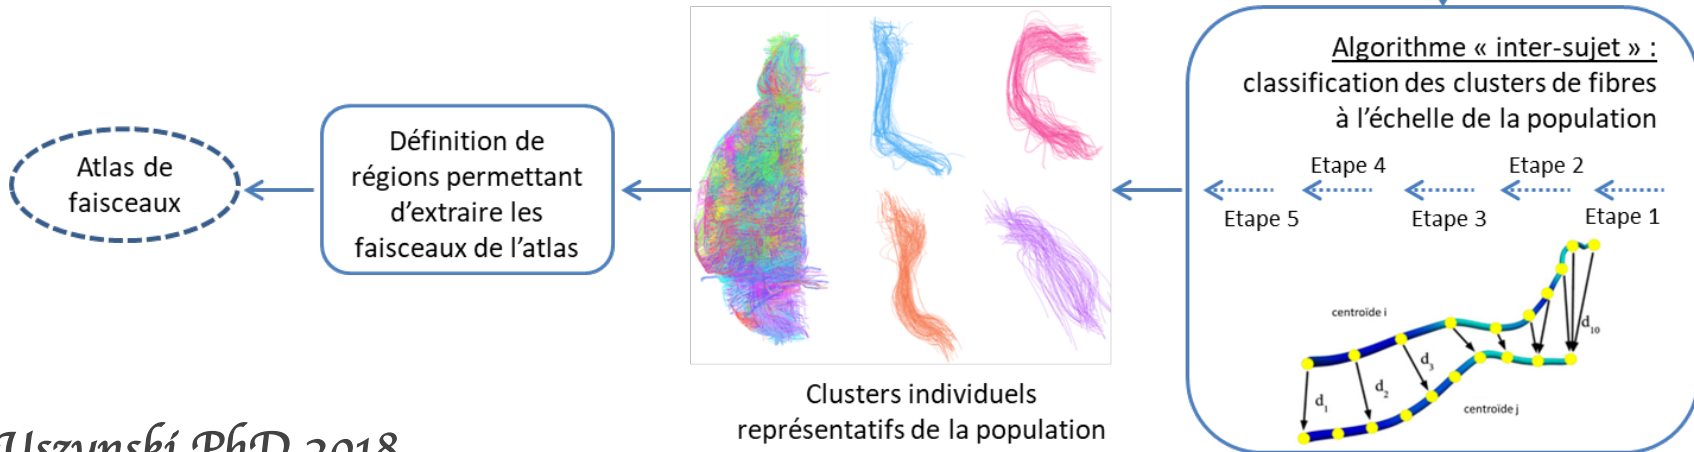 Algorithme « inter-sujet » :
classification des clusters de fibres
à l’échelle de la population
Etape 4
Etape 2
Etape 5
Etape 3
Etape 1
centroïde i
d10
d3
d2
d1
centroïde j
Clusters individuels
représentatifs de la population
Définition de
régions permettant
d’extraire les
faisceaux de l’atlas
Atlas de
faisceaux
Uszynski PhD 2018